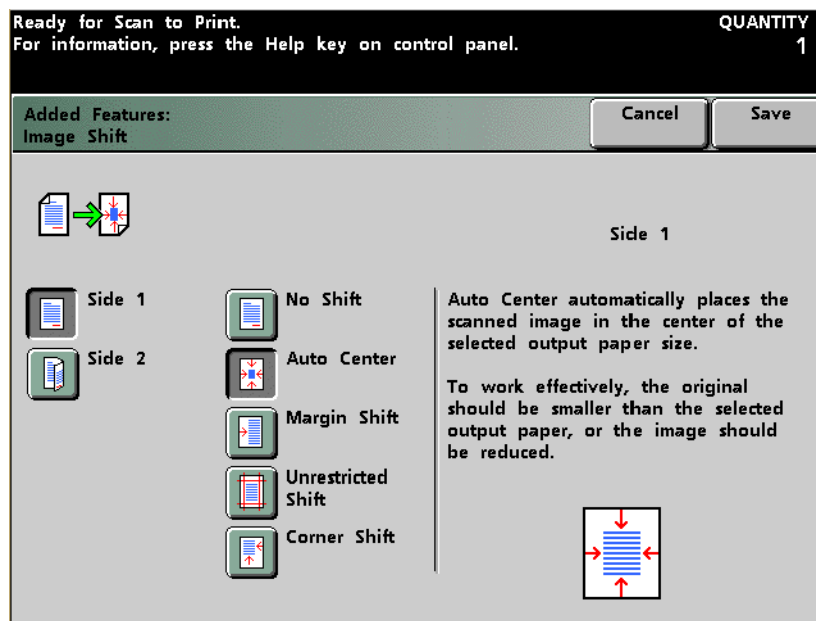 Ready for Scan to Print.
For information, press the Help key on control panel.
QUANTITY
1
Added Features:
Image Shift
Cancel
Save
Side 1
Side 1
Side 2
No Shift
Auto Center
Margin Shift
Unrestricted
Shift
Corner Shift
Auto Center automatically places the
scanned image in the center of the
selected output paper size.
To work effectively, the original
should be smaller than the selected
output paper, or the image should
be reduced.